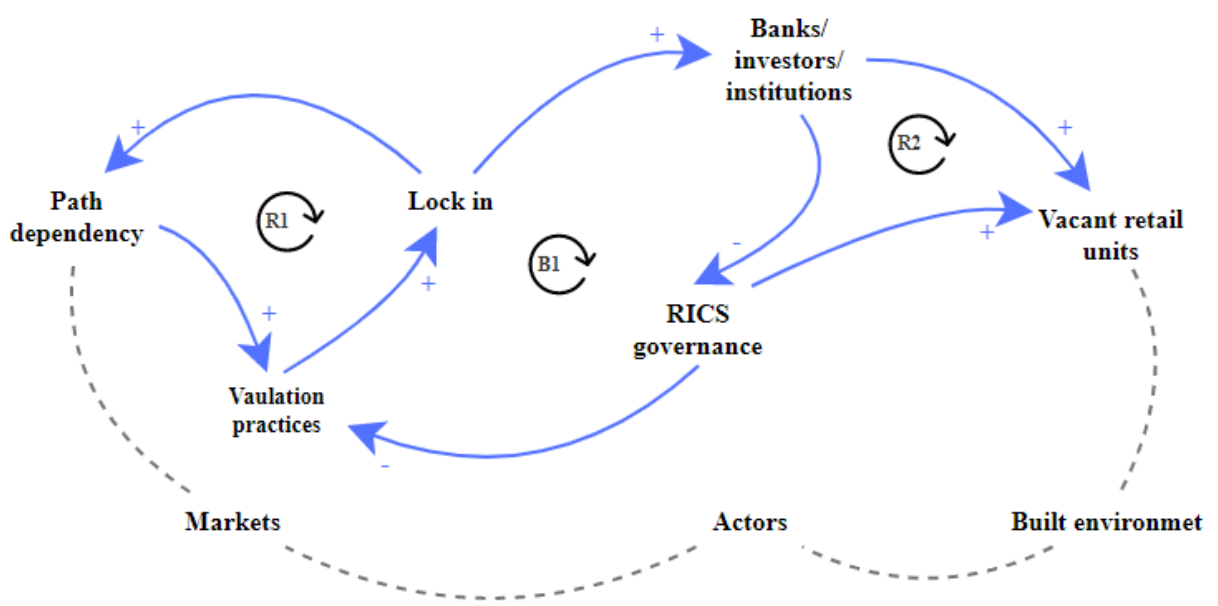 Banks/
investors/
institutions
+
+
+
R2
Path
dependency
R1
Lock in
Vacant retail
units
+
B1
-
+
+
RICS
governance
Vaulation
practices
-
Markets
Actors
Built environmet